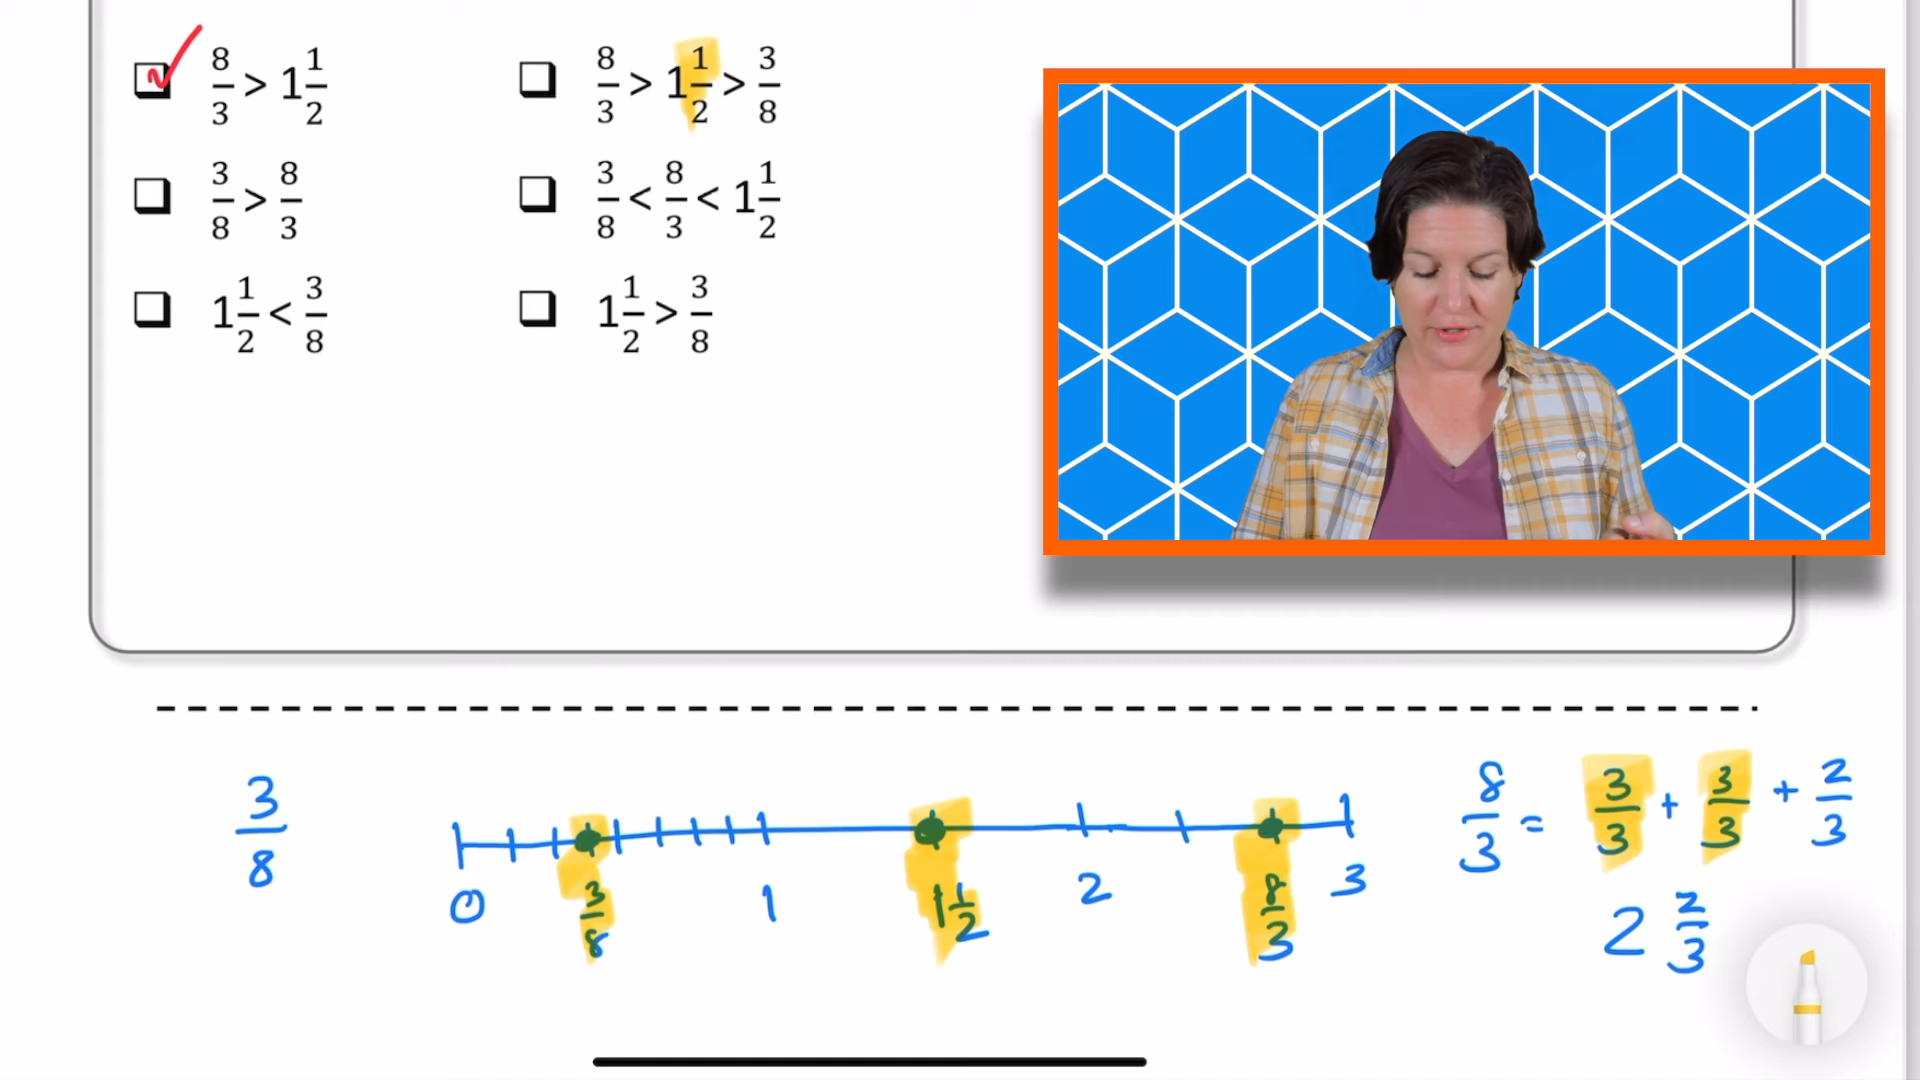 8/3 > 1 1/2
8/3 > 1 1/2 > 3/8
3/8 > 8/3
3/8 < 8/3 < 1 1/2
1 1/2 < 3/8
1 1/2 > 3/8
3/8
0 3/8 1 1 1/2 2 8/3 3
8/3 = 3/3 + 3/3 + 2/3
2 2/3